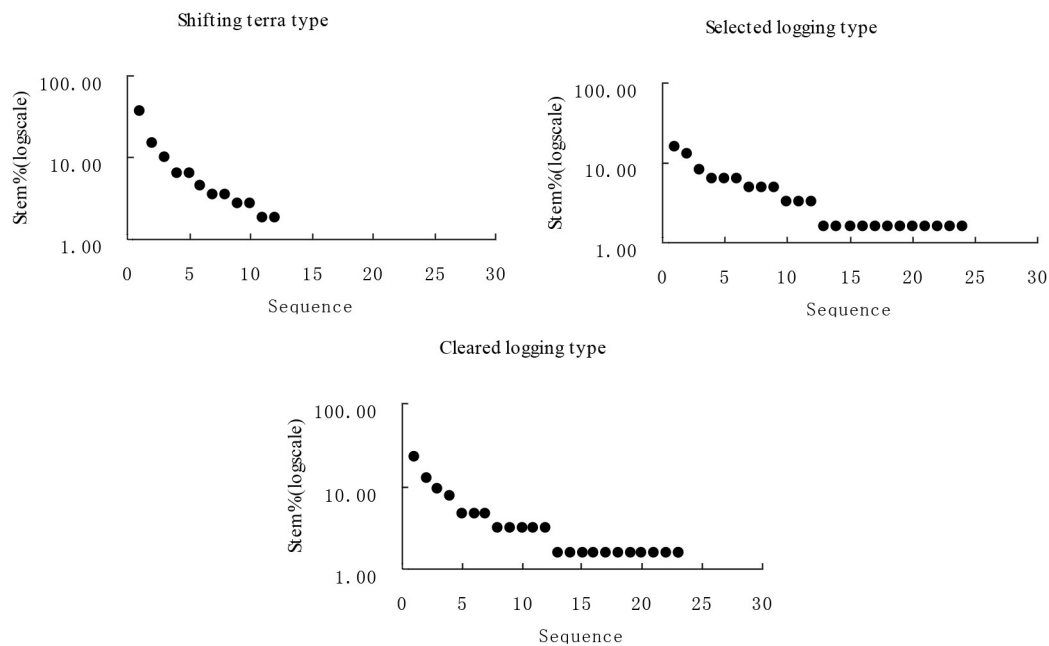 Shifting terra type
Stem%(logscale)
100.00
10.00
1.00
0 5 10 15 20 25 30
Sequence
Selected logging type
Stem%(logscale)
100.00
10.00
1.00
0 5 10 15 20 25 30
Sequence
Cleared logging type
Stem%(logscale)
100.00
10.00
1.00
0 5 10 15 20 25 30
Sequence